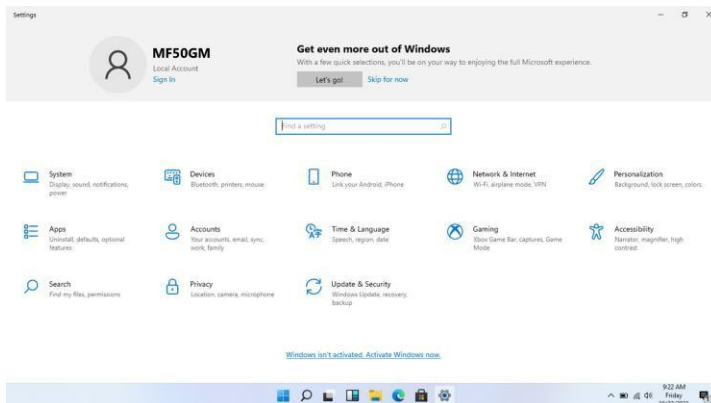 Settings
MF50GM
Local Account
Sign In
Get even more out of Windows
With a few quick selections, you'll be on your way to enjoying the full Microsoft experience.
Let's go!
Skip for now
Find a setting
System
Display, sound, notifications,
power
Devices
Bluetooth, printers, mouse
Phone
Link your Android, iPhone
Network & Internet
Wi-Fi, airplane mode, VPN
Personalization
Background, lock screen, colors
Apps
Uninstall, defaults, optional
features
Accounts
Your accounts, email, sync,
work, family
Time & Language
Speech, region, date
Gaming
Xbox Game Bar, captures, Game
Mode
Accessibility
Narrator, magnifier, high
contrast
Search
Find my files, permissions
Privacy
Location, camera, microphone
Update & Security
Windows Update, recovery,
backup
Windows isn't activated. Activate Windows now.
9:22 AM
Friday